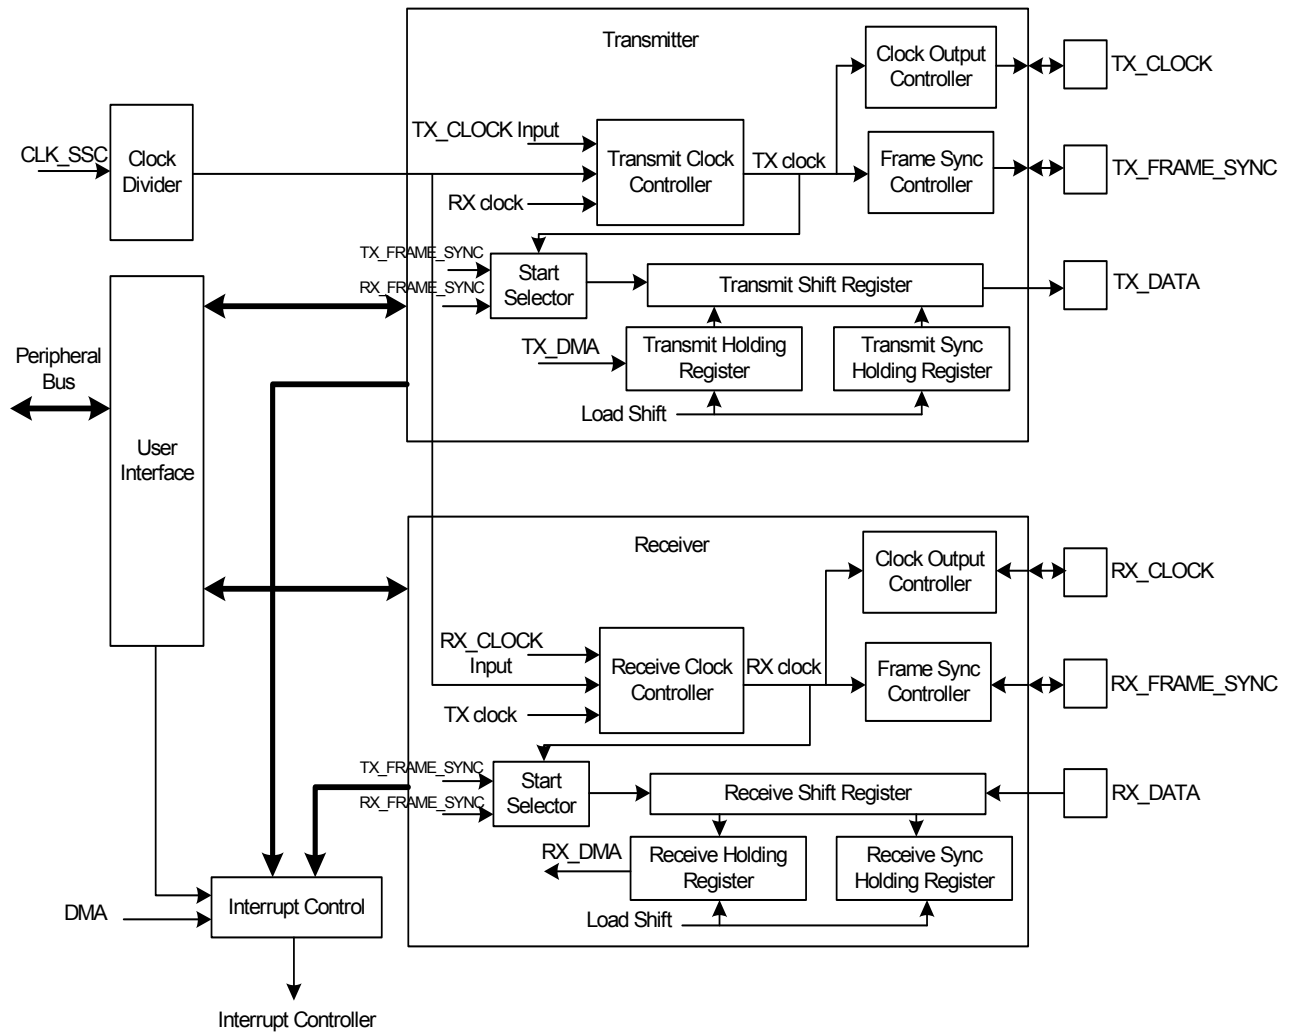 Transmitter
Clock Output
Controller
TX_CLOCK
CLK_SSC
Clock
Divider
TX_CLOCK Input
Transmit Clock
Controller
RX clock
TX clock
Frame Sync
Controller
TX_FRAME_SYNC
TX_FRAME_SYNC
RX_FRAME_SYNC
Start
Selector
Transmit Shift Register
TX_DATA
TX_DMA
Transmit Holding
Register
Transmit Sync
Holding Register
Load Shift
Peripheral
Bus
User
Interface
Receiver
Clock Output
Controller
RX_CLOCK
RX_CLOCK
Input
Receive Clock
Controller
TX clock
RX clock
Frame Sync
Controller
RX_FRAME_SYNC
TX_FRAME_SYNC
RX_FRAME_SYNC
Start
Selector
Receive Shift Register
RX_DATA
RX_DMA
Receive Holding
Register
Receive Sync
Holding Register
Load Shift
DMA
Interrupt Control
Interrupt Controller